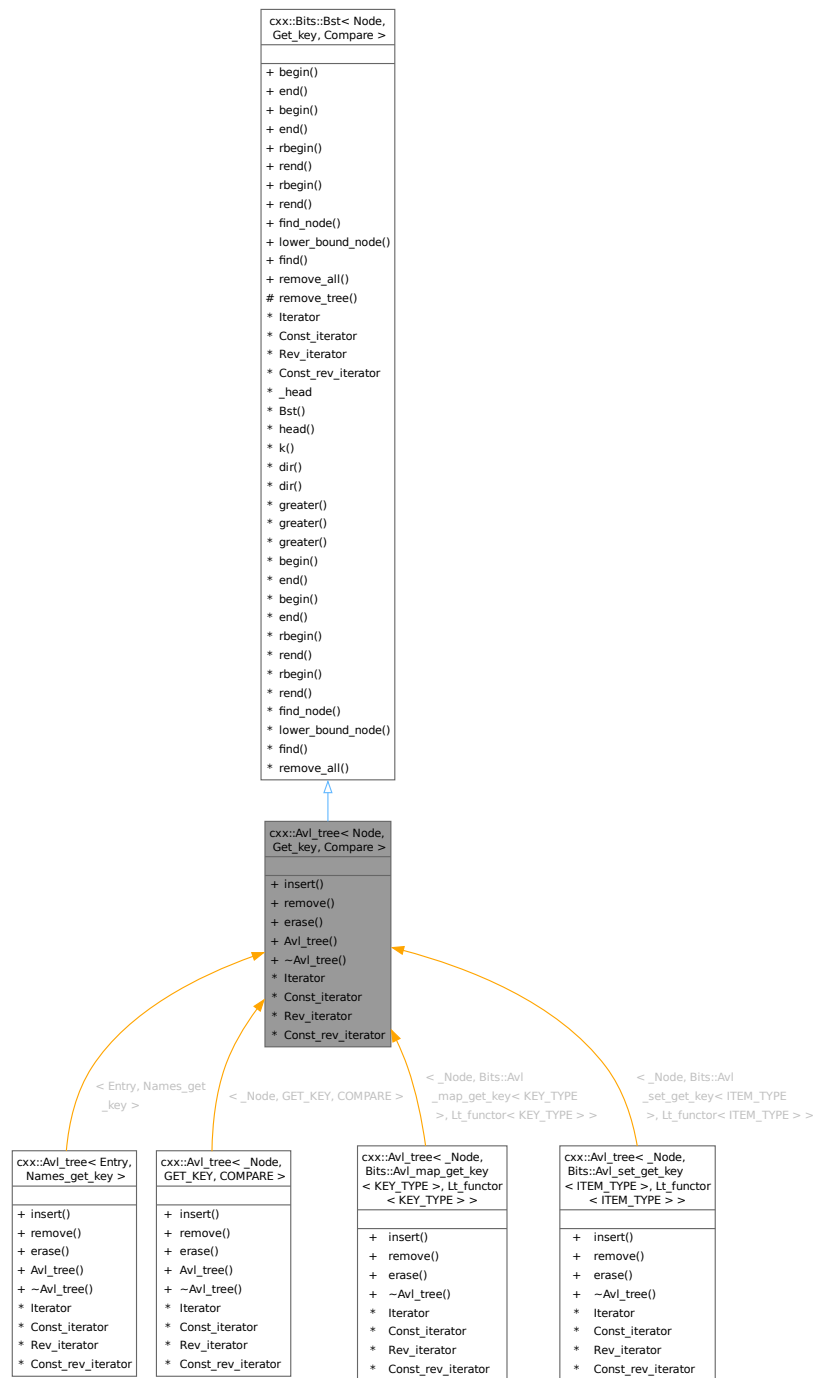 cxx::Bits::Bst< Node,
Get_key, Compare >
+ begin()
+ end()
+ begin()
+ end()
+ rbegin()
+ rend()
+ rbegin()
+ rend()
+ find_node()
+ lower_bound_node()
+ find()
+ remove_all()
# remove_tree()
* Iterator
* Const_iterator
* Rev_iterator
* Const_rev_iterator
* _head
* Bst()
* head()
* k()
* dir()
* dir()
* greater()
* greater()
* greater()
* begin()
* end()
* begin()
* end()
* rbegin()
* rend()
* rbegin()
* rend()
* find_node()
* lower_bound_node()
* find()
* remove_all()
cxx::Avl_tree< Node,
Get_key, Compare >
+ insert()
+ remove()
+ erase()
+ Avl_tree()
+ ~Avl_tree()
* Iterator
* Const_iterator
* Rev_iterator
* Const_rev_iterator
< Entry, Names_get
_key >
< _Node, GET_KEY, COMPARE >
< _Node, Bits::Avl
_map_get_key< KEY_TYPE
>, Lt_functor< KEY_TYPE > >
< _Node, Bits::Avl
_set_get_key< ITEM_TYPE
>, Lt_functor< ITEM_TYPE > >
cxx::Avl_tree< Entry,
Names_get_key >
+ insert()
+ remove()
+ erase()
+ Avl_tree()
+ ~Avl_tree()
* Iterator
* Const_iterator
* Rev_iterator
* Const_rev_iterator
cxx::Avl_tree< _Node,
GET_KEY, COMPARE >
+ insert()
+ remove()
+ erase()
+ Avl_tree()
+ ~Avl_tree()
* Iterator
* Const_iterator
* Rev_iterator
* Const_rev_iterator
cxx::Avl_tree< _Node,
Bits::Avl_map_get_key
< KEY_TYPE >, Lt_functor
< KEY_TYPE > >
+ insert()
+ remove()
+ erase()
+ ~Avl_tree()
* Iterator
* Const_iterator
* Rev_iterator
* Const_rev_iterator
cxx::Avl_tree< _Node,
Bits::Avl_set_get_key
< ITEM_TYPE >, Lt_functor
< ITEM_TYPE > >
+ insert()
+ remove()
+ erase()
+ ~Avl_tree()
* Iterator
* Const_iterator
* Rev_iterator
* Const_rev_iterator